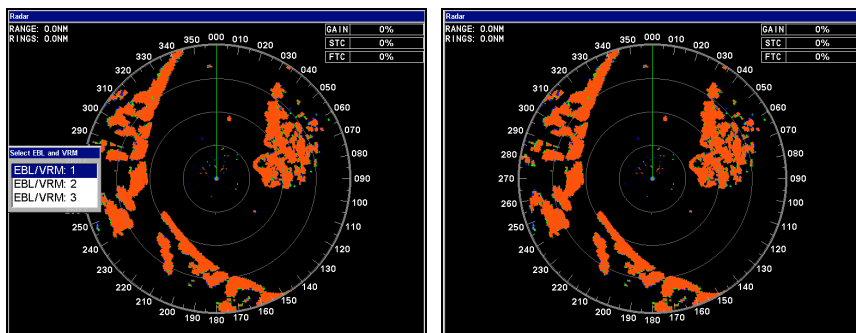 Radar
RANGE: 0.0NM
RINGS: 0.0NM
GAIN 0%
STC 0%
FTC 0%
000 010 020 030 040 050 060 070 080 090 100 110 120 130 140 150 160 170 180 190 200 210 220 230 240 250 290 300 310 320 330 340 350
Select EBL and VRM
EBL/VRM: 1
EBL/VRM: 2
EBL/VRM: 3
Radar
RANGE: 0.0NM
RINGS: 0.0NM
GAIN 0%
STC 0%
FTC 0%
000 010 020 030 040 050 060 070 080 090 100 110 120 130 140 150 160 170 180 190 200 210 220 230 240 250 260 270 280 290 300 310 320 330 340 350